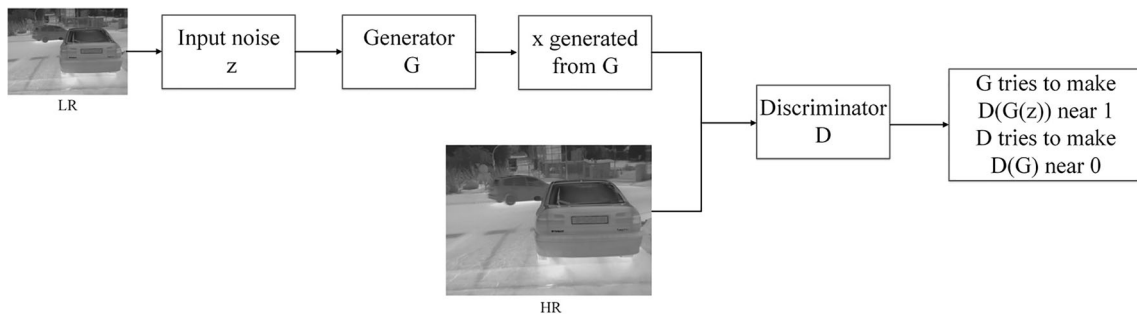 LR
Input noise
z
Generator
G
x generated
from G
HR
Discriminator
D
G tries to make
D(G(z)) near 1
D tries to make
D(G) near 0